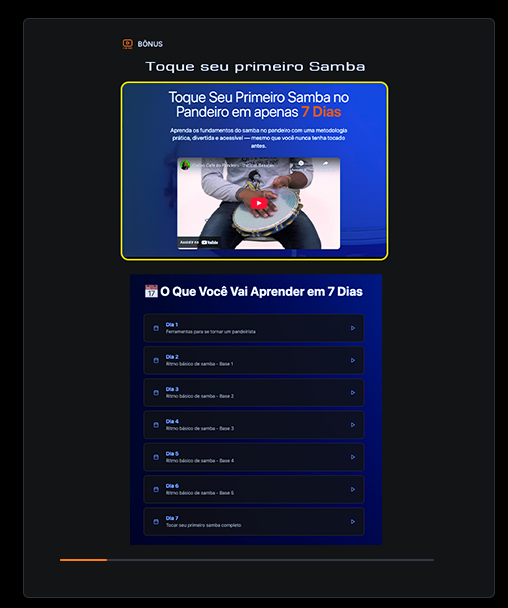 BÔNUS
Toque seu primeiro Samba
Toque Seu Primeiro Samba no
Pandeiro em apenas 7 Dias
Aprenda os fundamentos do samba no pandeiro com uma metodologia
prática, divertida e acessível — mesmo que você nunca tenha tocado
antes.
Assistir no YouTube
17
O Que Você Vai Aprender em 7 Dias
Dia 1
Ferramentas para se tornar um pandeirista
Dia 2
Ritmo básico de samba - Base 1
Dia 3
Ritmo básico de samba - Base 2
Dia 4
Ritmo básico de samba - Base 3
Dia 5
Ritmo básico de samba - Base 4
Dia 6
Ritmo básico de samba - Base 5
Dia 7
Tocar seu primeiro samba completo